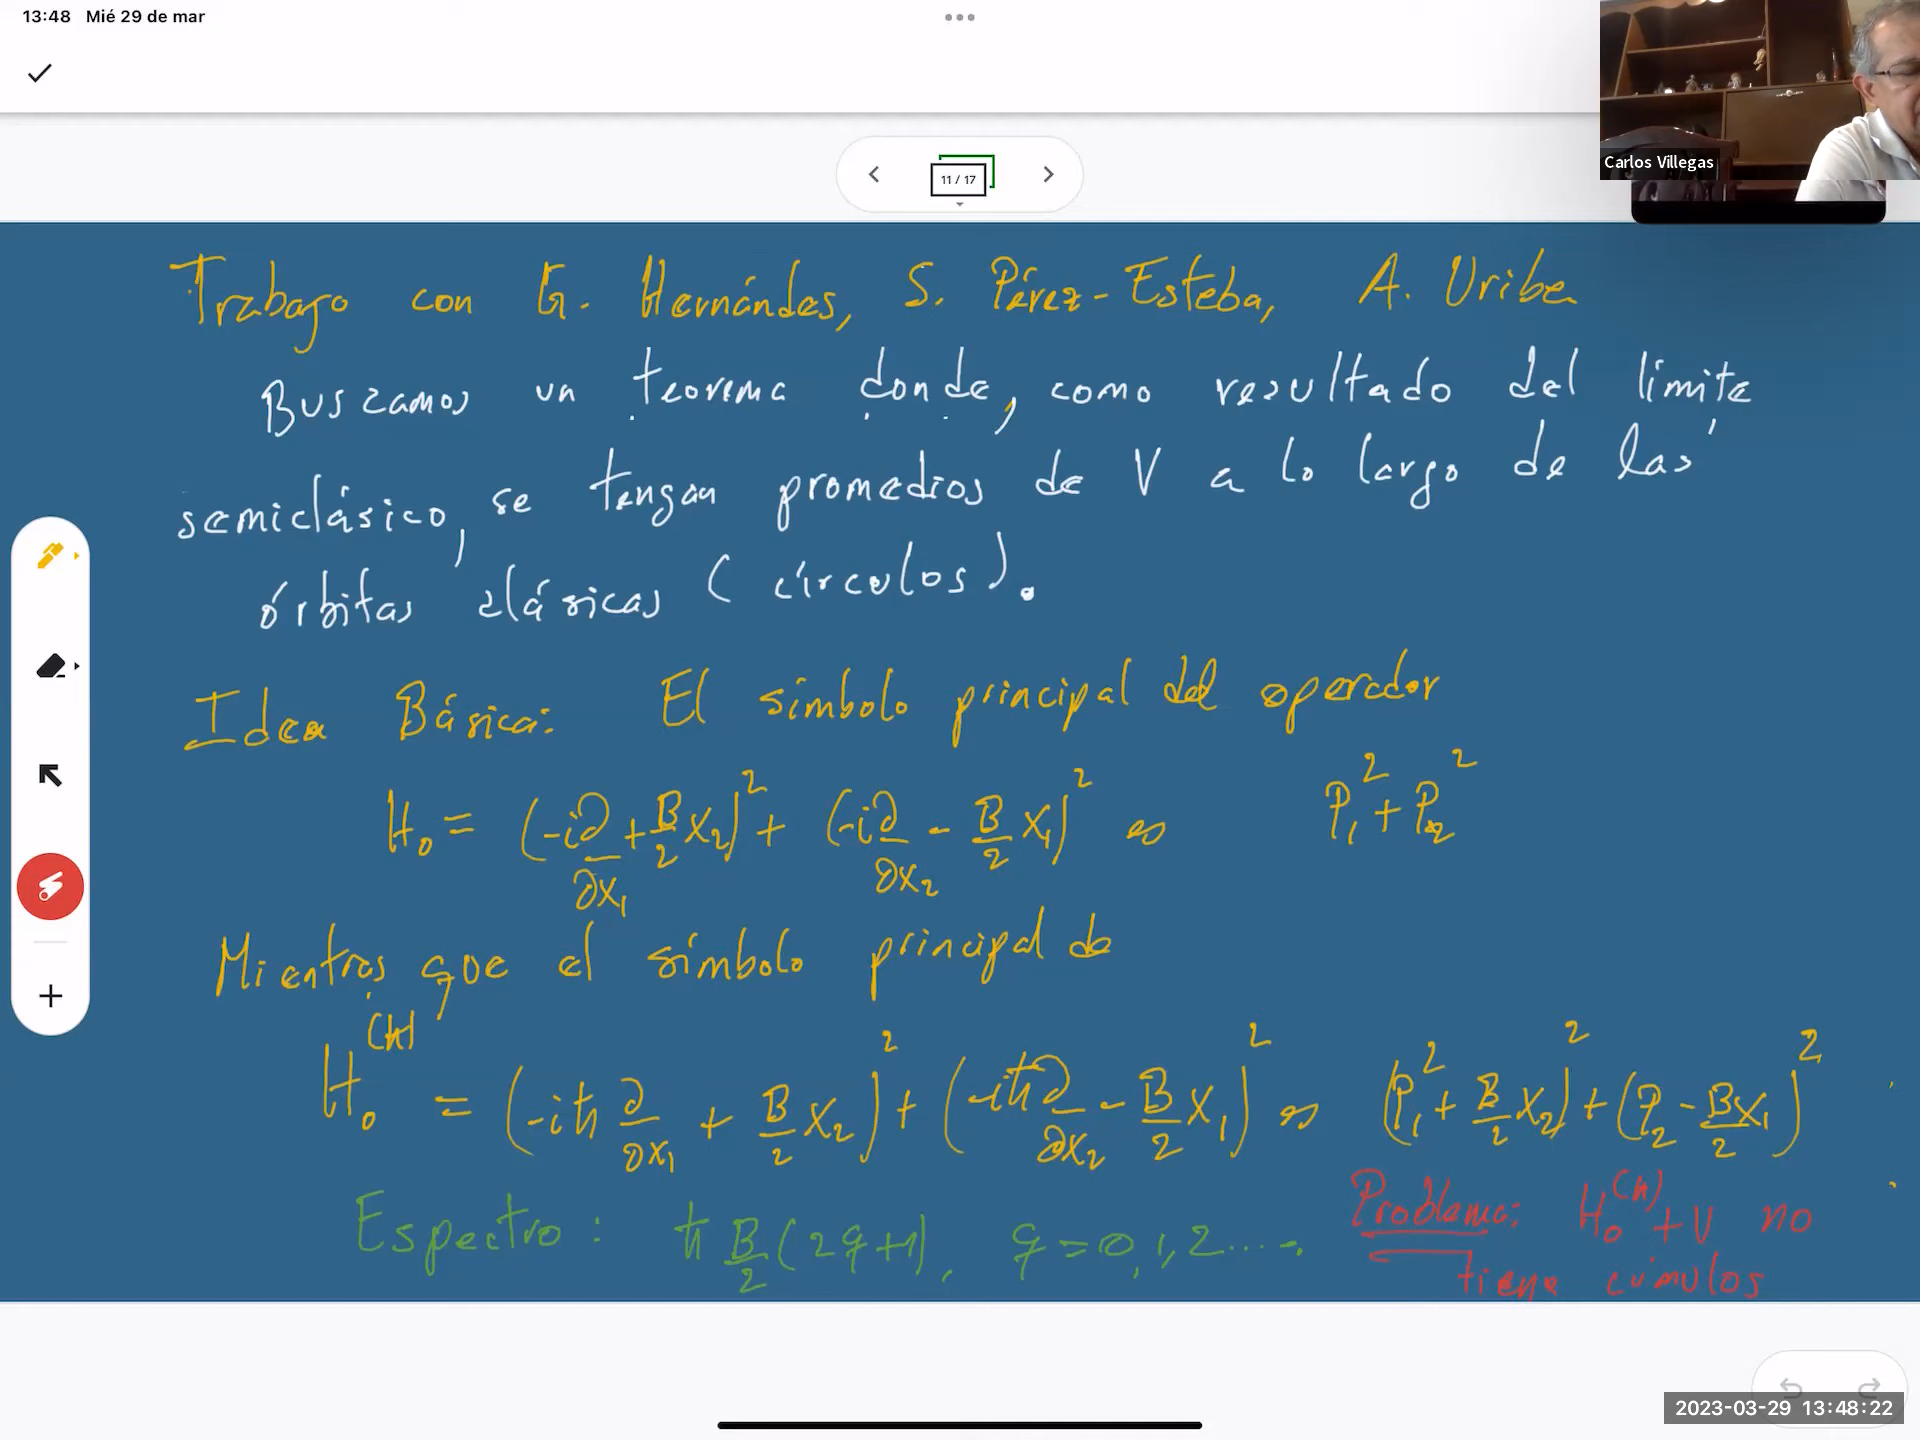 13:48 Mié 29 de mar
Carlos Villegas
11 / 17
Trabajo con G. Hernándes, S. Pérez-Esteba, A. Uribe
Buscamos un teorema donde, como resultado del límite
semiclásico, se tengan promedios de V a lo largo de las
órbitas clásicas (círculos).
Idea Básica: El símbolo principal del operador
H₀ = (-i∂/∂x₁ + B/2 x₂)² + (-i∂/∂x₂ - B/2 x₁)² es P₁² + P₂²
Mientras que el símbolo principal de
H₀^(ħ) = (-iħ ∂/∂x₁ + B/2 x₂)² + (-iħ ∂/∂x₂ - B/2 x₁)² es (P₁² + B/2 x₂)² + (P₂ - B/2 x₁)²
Espectro: ħ B/2 (2q+1), q = 0, 1, 2 ....
Problema: H₀^(ħ) + V no
tiene cúmulos
2023-03-29 13:48:22